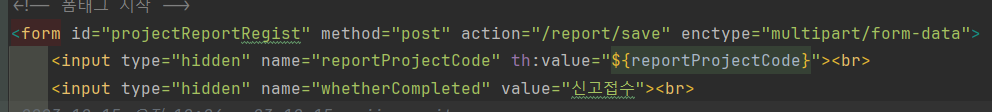 <!-- 폼태그 시작 -->
<form id="projectReportRegist" method="post" action="/report/save" enctype="multipart/form-data">
<input type="hidden" name="reportProjectCode" th:value="${reportProjectCode}"><br>
<input type="hidden" name="whetherCompleted" value="신고접수"><br>